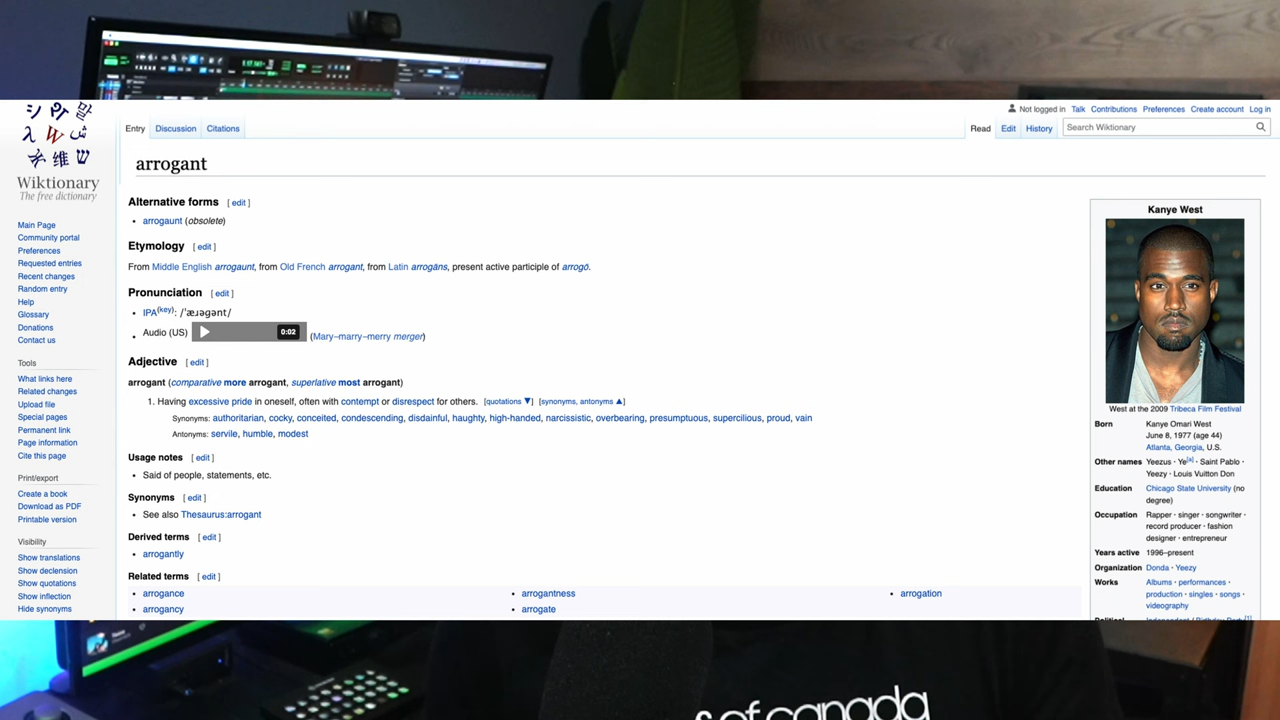 Not logged in Talk Contributions Preferences Create account Log in
Entry Discussion Citations Read Edit History Search Wiktionary
シ
维
Wiktionary
The free dictionary
Main Page
Community portal
Preferences
Requested entries
Recent changes
Random entry
Help
Glossary
Donations
Contact us
Tools
What links here
Related changes
Upload file
Special pages
Permanent link
Page information
Cite this page
Print/export
Create a book
Download as PDF
Printable version
Visibility
Show translations
Show declension
Show quotations
Show inflection
Hide synonyms
arrogant
Alternative forms [ edit ]
• arrogaunt (obsolete)
Etymology [ edit ]
From Middle English arrogaunt, from Old French arrogant, from Latin arrogāns, present active participle of arrogō.
Pronunciation [ edit ]
• IPA(key): /ˈæɹəɡənt/
• Audio (US) 0:02 (Mary–marry–merry merger)
Adjective [ edit ]
arrogant (comparative more arrogant, superlative most arrogant)
1. Having excessive pride in oneself, often with contempt or disrespect for others. [quotations ▼] [synonyms, antonyms ▲]
Synonyms: authoritarian, cocky, conceited, condescending, disdainful, haughty, high-handed, narcissistic, overbearing, presumptuous, supercilious, proud, vain
Antonyms: servile, humble, modest
Usage notes [ edit ]
• Said of people, statements, etc.
Synonyms [ edit ]
• See also Thesaurus:arrogant
Derived terms [ edit ]
• arrogantly
Related terms [ edit ]
• arrogance • arrogantness • arrogation
• arrogancy • arrogate
Kanye West
West at the 2009 Tribeca Film Festival
Born Kanye Omari West
June 8, 1977 (age 44)
Atlanta, Georgia, U.S.
Other names Yeezus · Ye[a] · Saint Pablo ·
Yeezy · Louis Vuitton Don
Education Chicago State University (no
degree)
Occupation Rapper · singer · songwriter ·
record producer · fashion
designer · entrepreneur
Years active 1996–present
Organization Donda · Yeezy
Works Albums · performances ·
production · singles · songs ·
videography
of canada